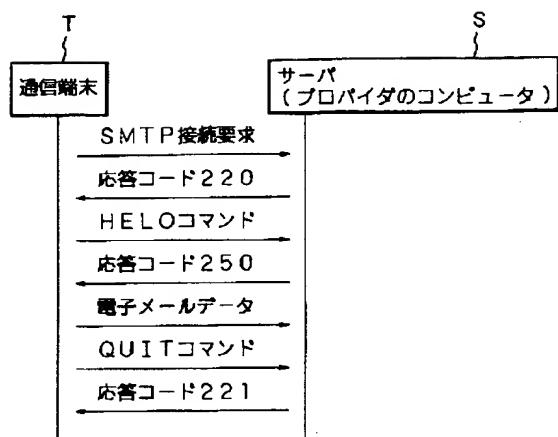 T
S
通信端末
サーバ
(プロバイダのコンピュータ)
SMTP接続要求
応答コード220
HELOコマンド
応答コード250
電子メールデータ
QUITコマンド
応答コード221